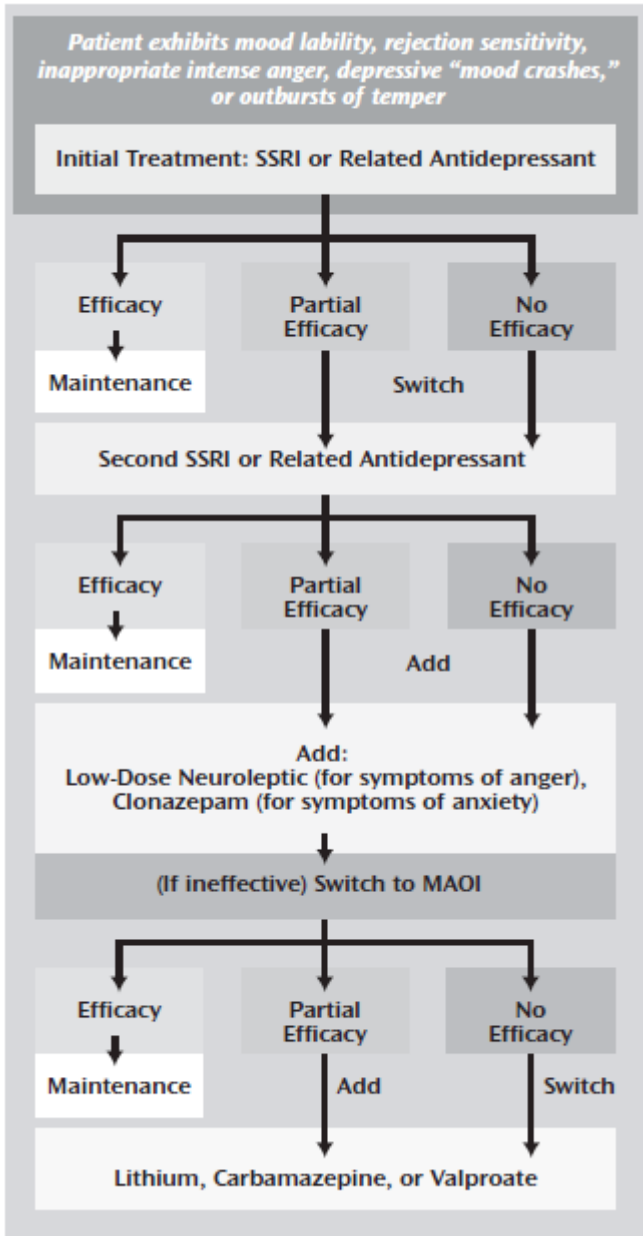 Patient exhibits mood lability, rejection sensitivity,
inappropriate intense anger, depressive “mood crashes,”
or outbursts of temper
Initial Treatment: SSRI or Related Antidepressant
Efficacy
Partial
Efficacy
No
Efficacy
Maintenance
Switch
Second SSRI or Related Antidepressant
Efficacy
Partial
Efficacy
No
Efficacy
Maintenance
Add
Add:
Low-Dose Neuroleptic (for symptoms of anger),
Clonazepam (for symptoms of anxiety)
(If ineffective) Switch to MAOI
Efficacy
Partial
Efficacy
No
Efficacy
Maintenance
Add
Switch
Lithium, Carbamazepine, or Valproate